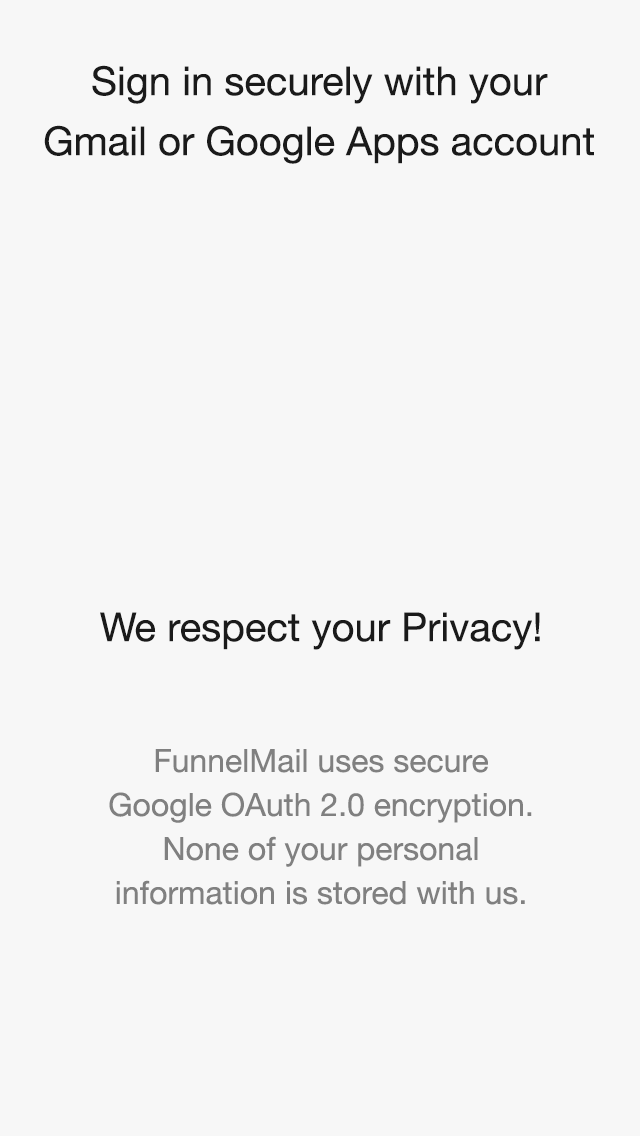 Sign in securely with your
Gmail or Google Apps account
We respect your Privacy!
FunnelMail uses secure
Google OAuth 2.0 encryption.
None of your personal
information is stored with us.